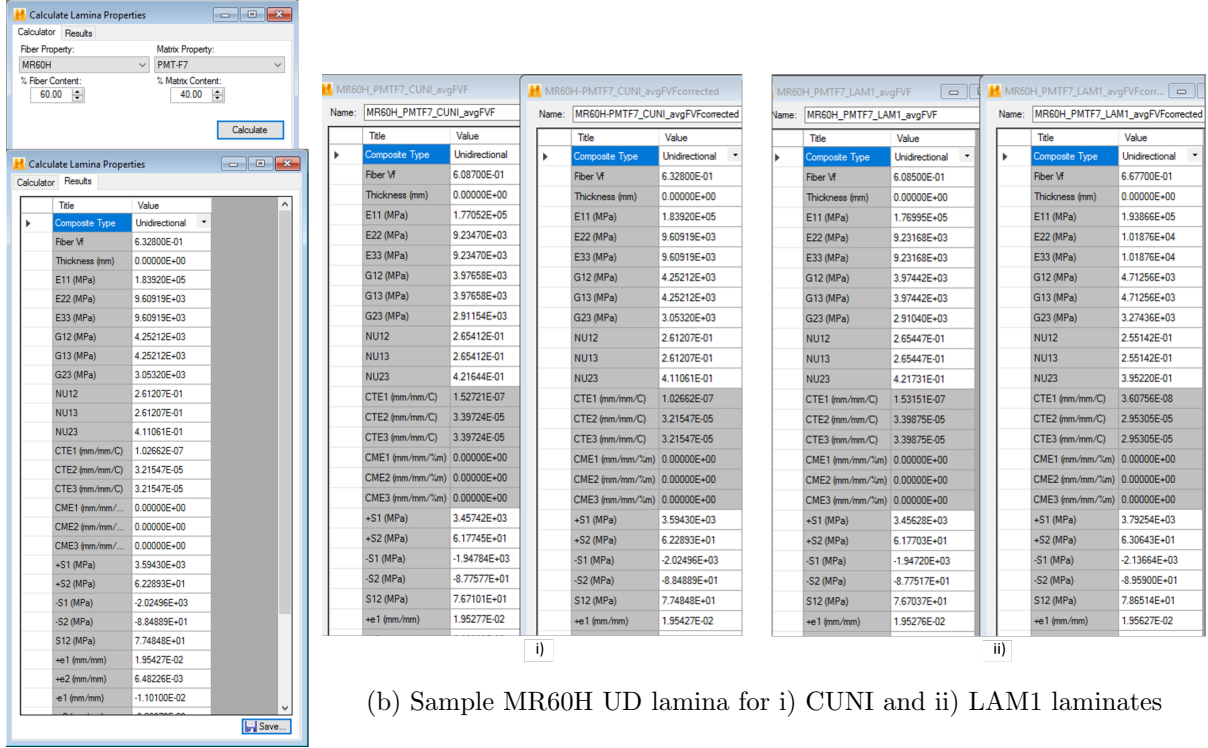 Calculate Lamina Properties
Calculator Results
Fiber Property: Matrix Property:
MR60H PMT-F7
% Fiber Content: % Matrix Content:
60.00 40.00
Calculate
Calculate Lamina Properties
Calculator Results
Title Value
Composite Type Unidirectional
Fiber Vf 6.32800E-01
Thickness (mm) 0.00000E+00
E11 (MPa) 1.83920E+05
E22 (MPa) 9.60919E+03
E33 (MPa) 9.60919E+03
G12 (MPa) 4.25212E+03
G13 (MPa) 4.25212E+03
G23 (MPa) 3.05320E+03
NU12 2.61207E-01
NU13 2.61207E-01
NU23 4.11061E-01
CTE1 (mm/mm/C) 1.02662E-07
CTE2 (mm/mm/C) 3.21547E-05
CTE3 (mm/mm/C) 3.21547E-05
CME1 (mm/mm/... 0.00000E+00
CME2 (mm/mm/... 0.00000E+00
CME3 (mm/mm/... 0.00000E+00
+S1 (MPa) 3.59430E+03
+S2 (MPa) 6.22893E+01
-S1 (MPa) -2.02496E+03
-S2 (MPa) -8.84889E+01
S12 (MPa) 7.74848E+01
+e1 (mm/mm) 1.95427E-02
+e2 (mm/mm) 6.48226E-03
-e1 (mm/mm) -1.10100E-02
Save...
MR60H_PMTF7_CUNI_avgFVF
Name: MR60H_PMTF7_CUNI_avgFVF
Title Value
Composite Type Unidirectional
Fiber Vf 6.08700E-01
Thickness (mm) 0.00000E+00
E11 (MPa) 1.77052E+05
E22 (MPa) 9.23470E+03
E33 (MPa) 9.23470E+03
G12 (MPa) 3.97658E+03
G13 (MPa) 3.97658E+03
G23 (MPa) 2.91154E+03
NU12 2.65412E-01
NU13 2.65412E-01
NU23 4.21644E-01
CTE1 (mm/mm/C) 1.52721E-07
CTE2 (mm/mm/C) 3.39724E-05
CTE3 (mm/mm/C) 3.39724E-05
CME1 (mm/mm/%m) 0.00000E+00
CME2 (mm/mm/%m) 0.00000E+00
CME3 (mm/mm/%m) 0.00000E+00
+S1 (MPa) 3.45742E+03
+S2 (MPa) 6.17745E+01
-S1 (MPa) -1.94784E+03
-S2 (MPa) -8.77577E+01
S12 (MPa) 7.67101E+01
+e1 (mm/mm) 1.95277E-02
MR60H-PMTF7_CUNI_avgFVFcorrected
Name: MR60H-PMTF7_CUNI_avgFVFcorrected
Title Value
Composite Type Unidirectional
Fiber Vf 6.32800E-01
Thickness (mm) 0.00000E+00
E11 (MPa) 1.83920E+05
E22 (MPa) 9.60919E+03
E33 (MPa) 9.60919E+03
G12 (MPa) 4.25212E+03
G13 (MPa) 4.25212E+03
G23 (MPa) 3.05320E+03
NU12 2.61207E-01
NU13 2.61207E-01
NU23 4.11061E-01
CTE1 (mm/mm/C) 1.02662E-07
CTE2 (mm/mm/C) 3.21547E-05
CTE3 (mm/mm/C) 3.21547E-05
CME1 (mm/mm/%m) 0.00000E+00
CME2 (mm/mm/%m) 0.00000E+00
CME3 (mm/mm/%m) 0.00000E+00
+S1 (MPa) 3.59430E+03
+S2 (MPa) 6.22893E+01
-S1 (MPa) -2.02496E+03
-S2 (MPa) -8.84889E+01
S12 (MPa) 7.74848E+01
+e1 (mm/mm) 1.95427E-02
i)
MR60H_PMTF7_LAM1_avgFVF
Name: MR60H_PMTF7_LAM1_avgFVF
Title Value
Composite Type Unidirectional
Fiber Vf 6.08500E-01
Thickness (mm) 0.00000E+00
E11 (MPa) 1.76995E+05
E22 (MPa) 9.23168E+03
E33 (MPa) 9.23168E+03
G12 (MPa) 3.97442E+03
G13 (MPa) 3.97442E+03
G23 (MPa) 2.91040E+03
NU12 2.65447E-01
NU13 2.65447E-01
NU23 4.21731E-01
CTE1 (mm/mm/C) 1.53151E-07
CTE2 (mm/mm/C) 3.39875E-05
CTE3 (mm/mm/C) 3.39875E-05
CME1 (mm/mm/%m) 0.00000E+00
CME2 (mm/mm/%m) 0.00000E+00
CME3 (mm/mm/%m) 0.00000E+00
+S1 (MPa) 3.45628E+03
+S2 (MPa) 6.17703E+01
-S1 (MPa) -1.94720E+03
-S2 (MPa) -8.77517E+01
S12 (MPa) 7.67037E+01
+e1 (mm/mm) 1.95276E-02
MR60H_PMTF7_LAM1_avgFVFcorr...
Name: MR60H_PMTF7_LAM1_avgFVFcorrected
Title Value
Composite Type Unidirectional
Fiber Vf 6.67700E-01
Thickness (mm) 0.00000E+00
E11 (MPa) 1.93866E+05
E22 (MPa) 1.01876E+04
E33 (MPa) 1.01876E+04
G12 (MPa) 4.71256E+03
G13 (MPa) 4.71256E+03
G23 (MPa) 3.27436E+03
NU12 2.55142E-01
NU13 2.55142E-01
NU23 3.95220E-01
CTE1 (mm/mm/C) 3.60756E-08
CTE2 (mm/mm/C) 2.95305E-05
CTE3 (mm/mm/C) 2.95305E-05
CME1 (mm/mm/%m) 0.00000E+00
CME2 (mm/mm/%m) 0.00000E+00
CME3 (mm/mm/%m) 0.00000E+00
+S1 (MPa) 3.79254E+03
+S2 (MPa) 6.30643E+01
-S1 (MPa) -2.13664E+03
-S2 (MPa) -8.95900E+01
S12 (MPa) 7.86514E+01
+e1 (mm/mm) 1.95627E-02
ii)
(b) Sample MR60H UD lamina for i) CUNI and ii) LAM1 laminates